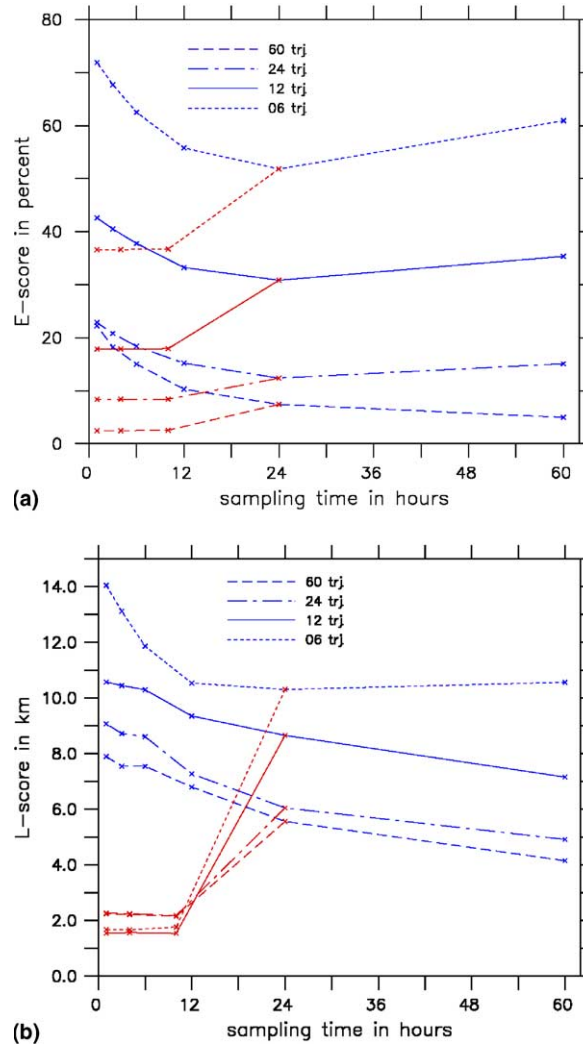 80
60 trj.
24 trj.
12 trj.
06 trj.
60
40
20
0
E-score in percent
0 12 24 36 48 60
(a) sampling time in hours
14.0
60 trj.
24 trj.
12 trj.
06 trj.
12.0
10.0
8.0
6.0
4.0
2.0
0.0
L-score in km
0 12 24 36 48 60
(b) sampling time in hours